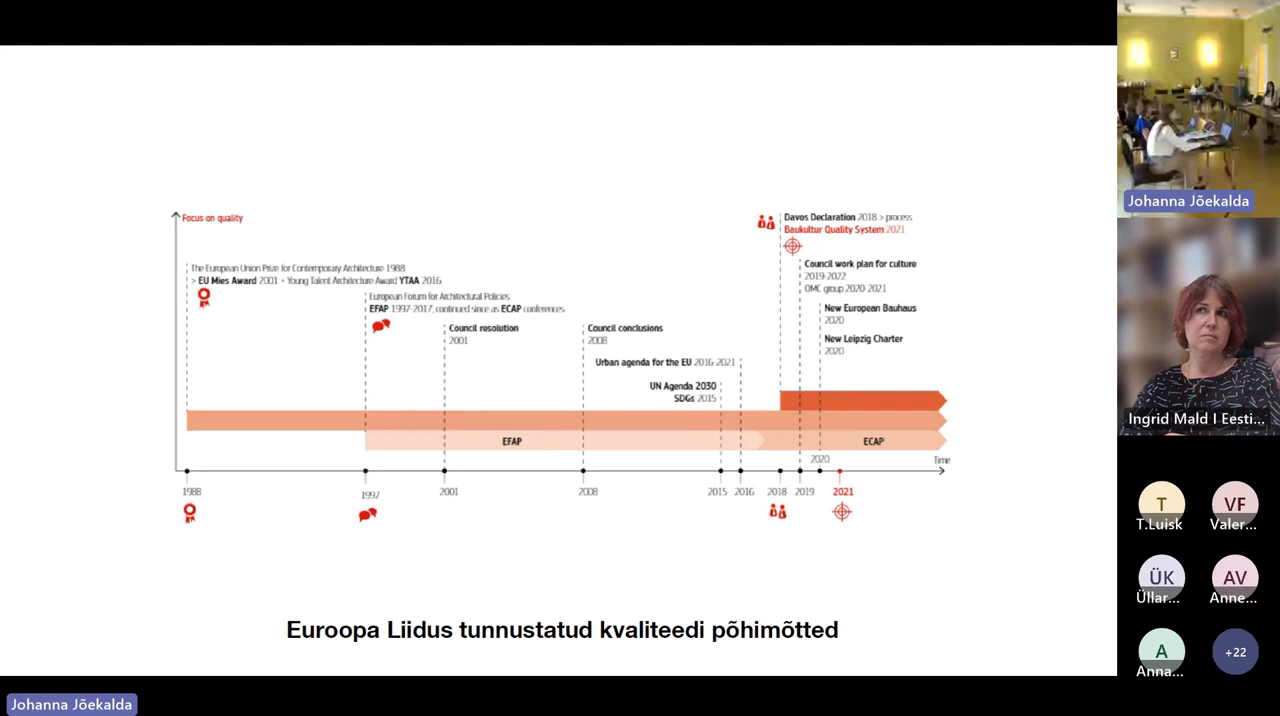 Focus on quality
The European Union Prize for Contemporary Architecture 1988
> EU Mies Award 2001 + Young Talent Architecture Award YTAA 2016
European Forum for Architectural Policies
EFAP 1997-2017, continued since as ECAP conferences
Council resolution
2001
Council conclusions
2008
Urban agenda for the EU 2016-2021
UN Agenda 2030
SDGs 2015
Davos Declaration 2018 > process
Baukultur Quality System 2021
Council work plan for culture
2019-2022
OMC group 2020-2021
New European Bauhaus
2020
New Leipzig Charter
2020
EFAP
ECAP
2020
Time
1988
1997
2001
2008
2015
2016
2018
2019
2021
Euroopa Liidus tunnustatud kvaliteedi põhimõtted
Johanna Jõekalda
Johanna Jõekalda
Ingrid Mald I Eesti...
T
T.Luisk
VF
Valer...
ÜK
Üllar...
AV
Anne...
A
Anna...
+22